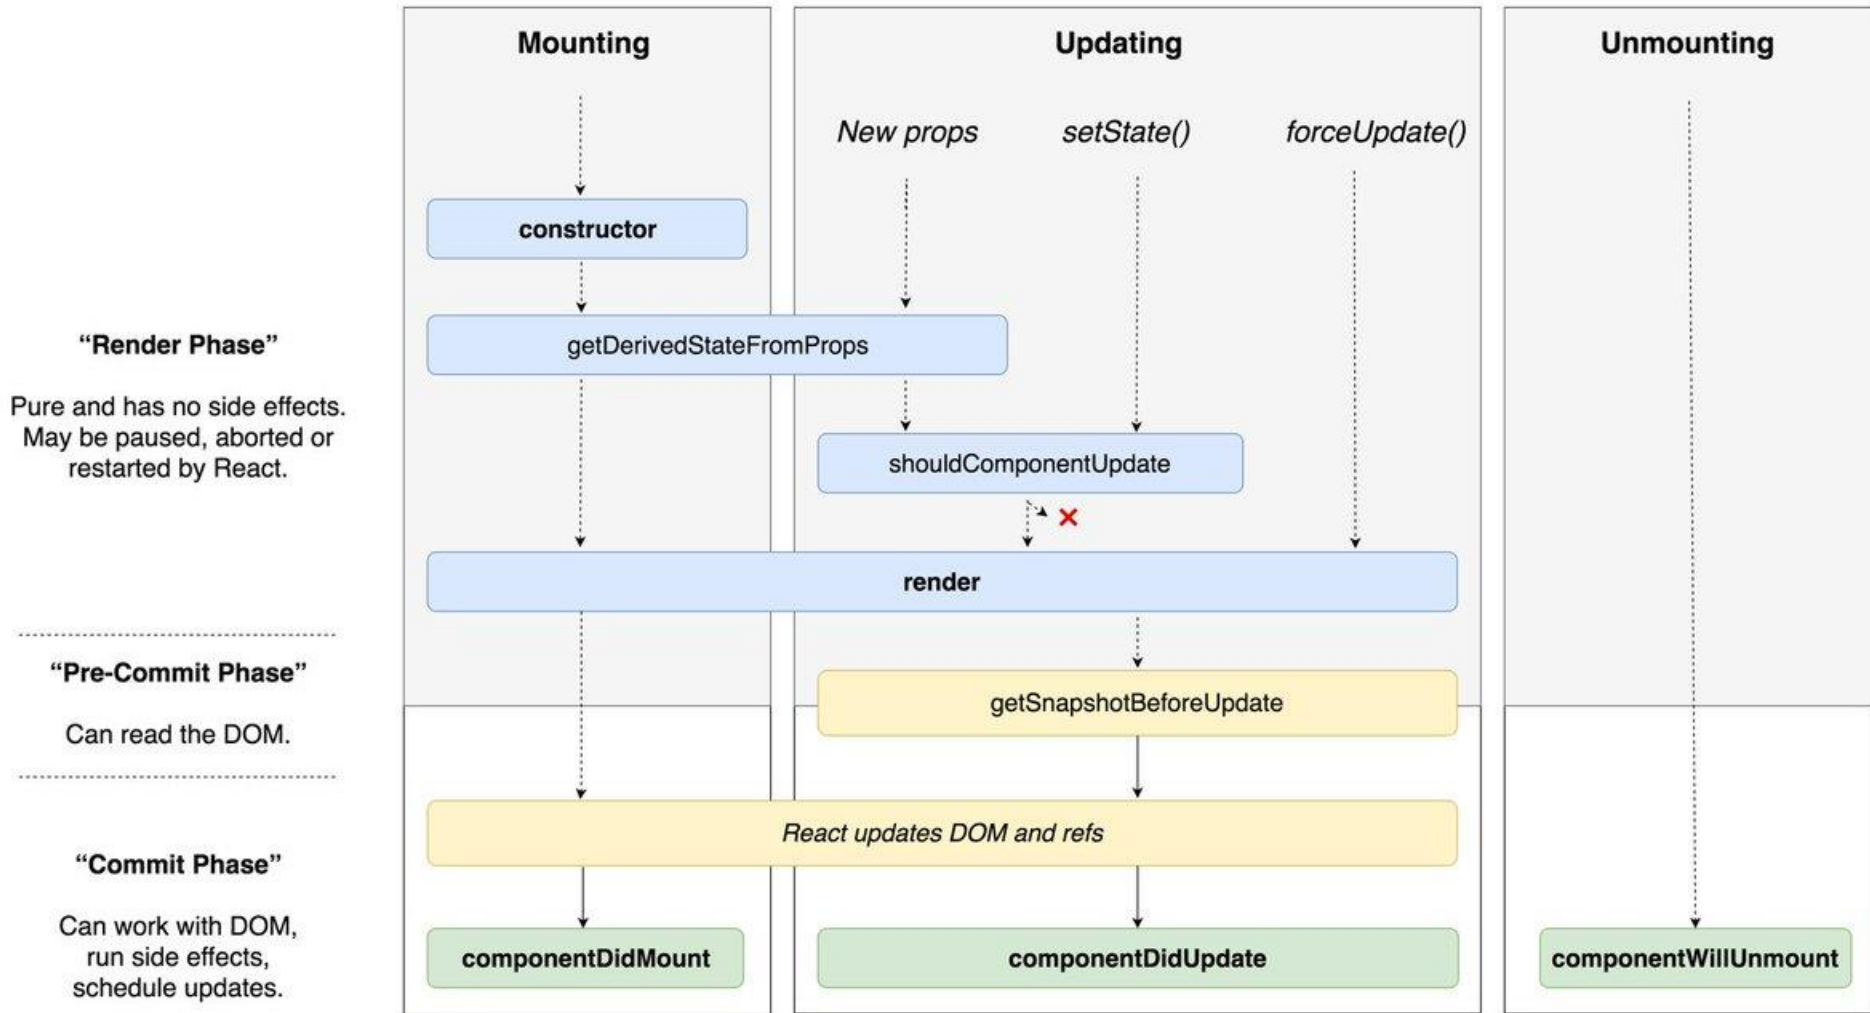 Mounting
Updating
Unmounting
New props
setState()
forceUpdate()
constructor
“Render Phase”
getDerivedStateFromProps
Pure and has no side effects.
May be paused, aborted or
restarted by React.
shouldComponentUpdate
render
“Pre-Commit Phase”
Can read the DOM.
getSnapshotBeforeUpdate
React updates DOM and refs
“Commit Phase”
Can work with DOM,
run side effects,
schedule updates.
componentDidMount
componentDidUpdate
componentWillUnmount